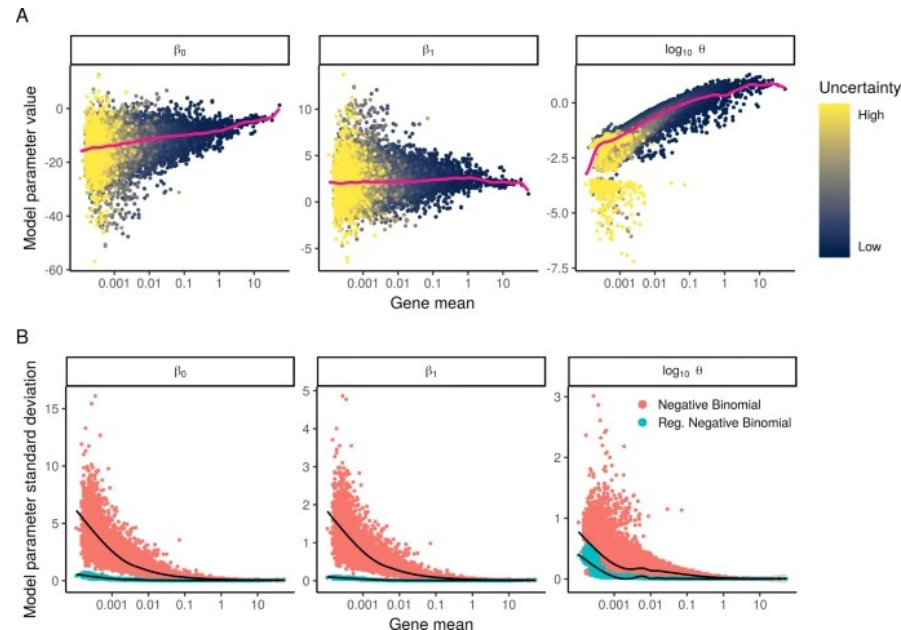 A
β₀
β₁
log₁₀ θ
Uncertainty
High
Low
Model parameter value
0
-20
-40
-60
10
5
0
-5
0.0
-2.5
-5.0
-7.5
0.001 0.01 0.1 1 10
0.001 0.01 0.1 1 10
0.001 0.01 0.1 1 10
Gene mean
B
β₀
β₁
log₁₀ θ
Model parameter standard deviation
15
10
5
0
5
4
3
2
1
0
3
2
1
0
Negative Binomial
Reg. Negative Binomial
0.001 0.01 0.1 1 10
0.001 0.01 0.1 1 10
0.001 0.01 0.1 1 10
Gene mean